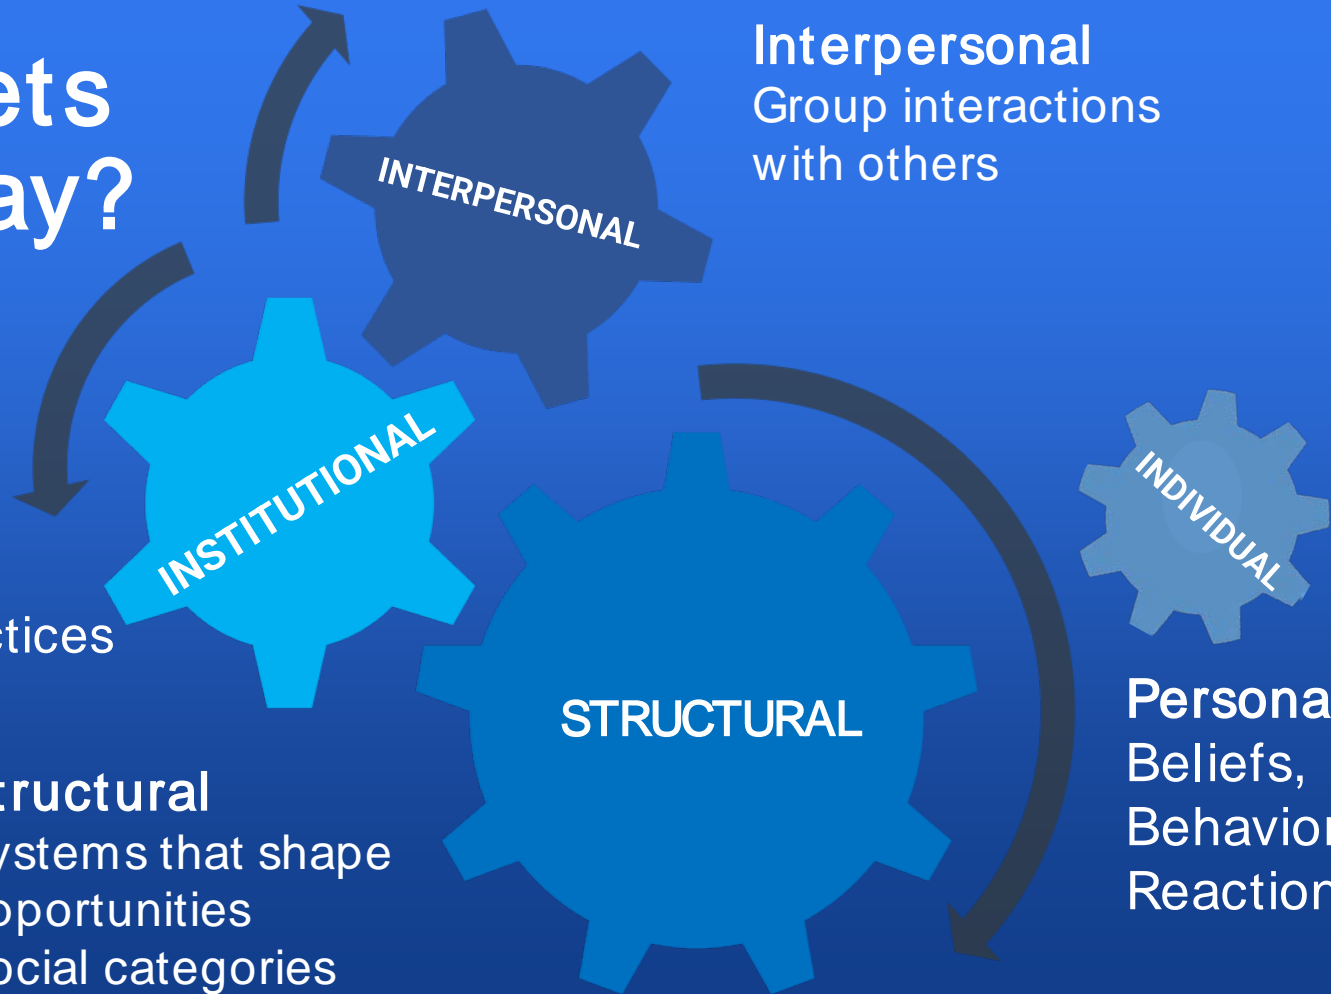 ets
ay?
Interpersonal
Group interactions
with others
INTERPERSONAL
INSTITUTIONAL
INDIVIDUAL
STRUCTURAL
ctices
tructural
ystems that shape
pportunities
ocial categories
Persona
Beliefs,
Behavior
Reaction